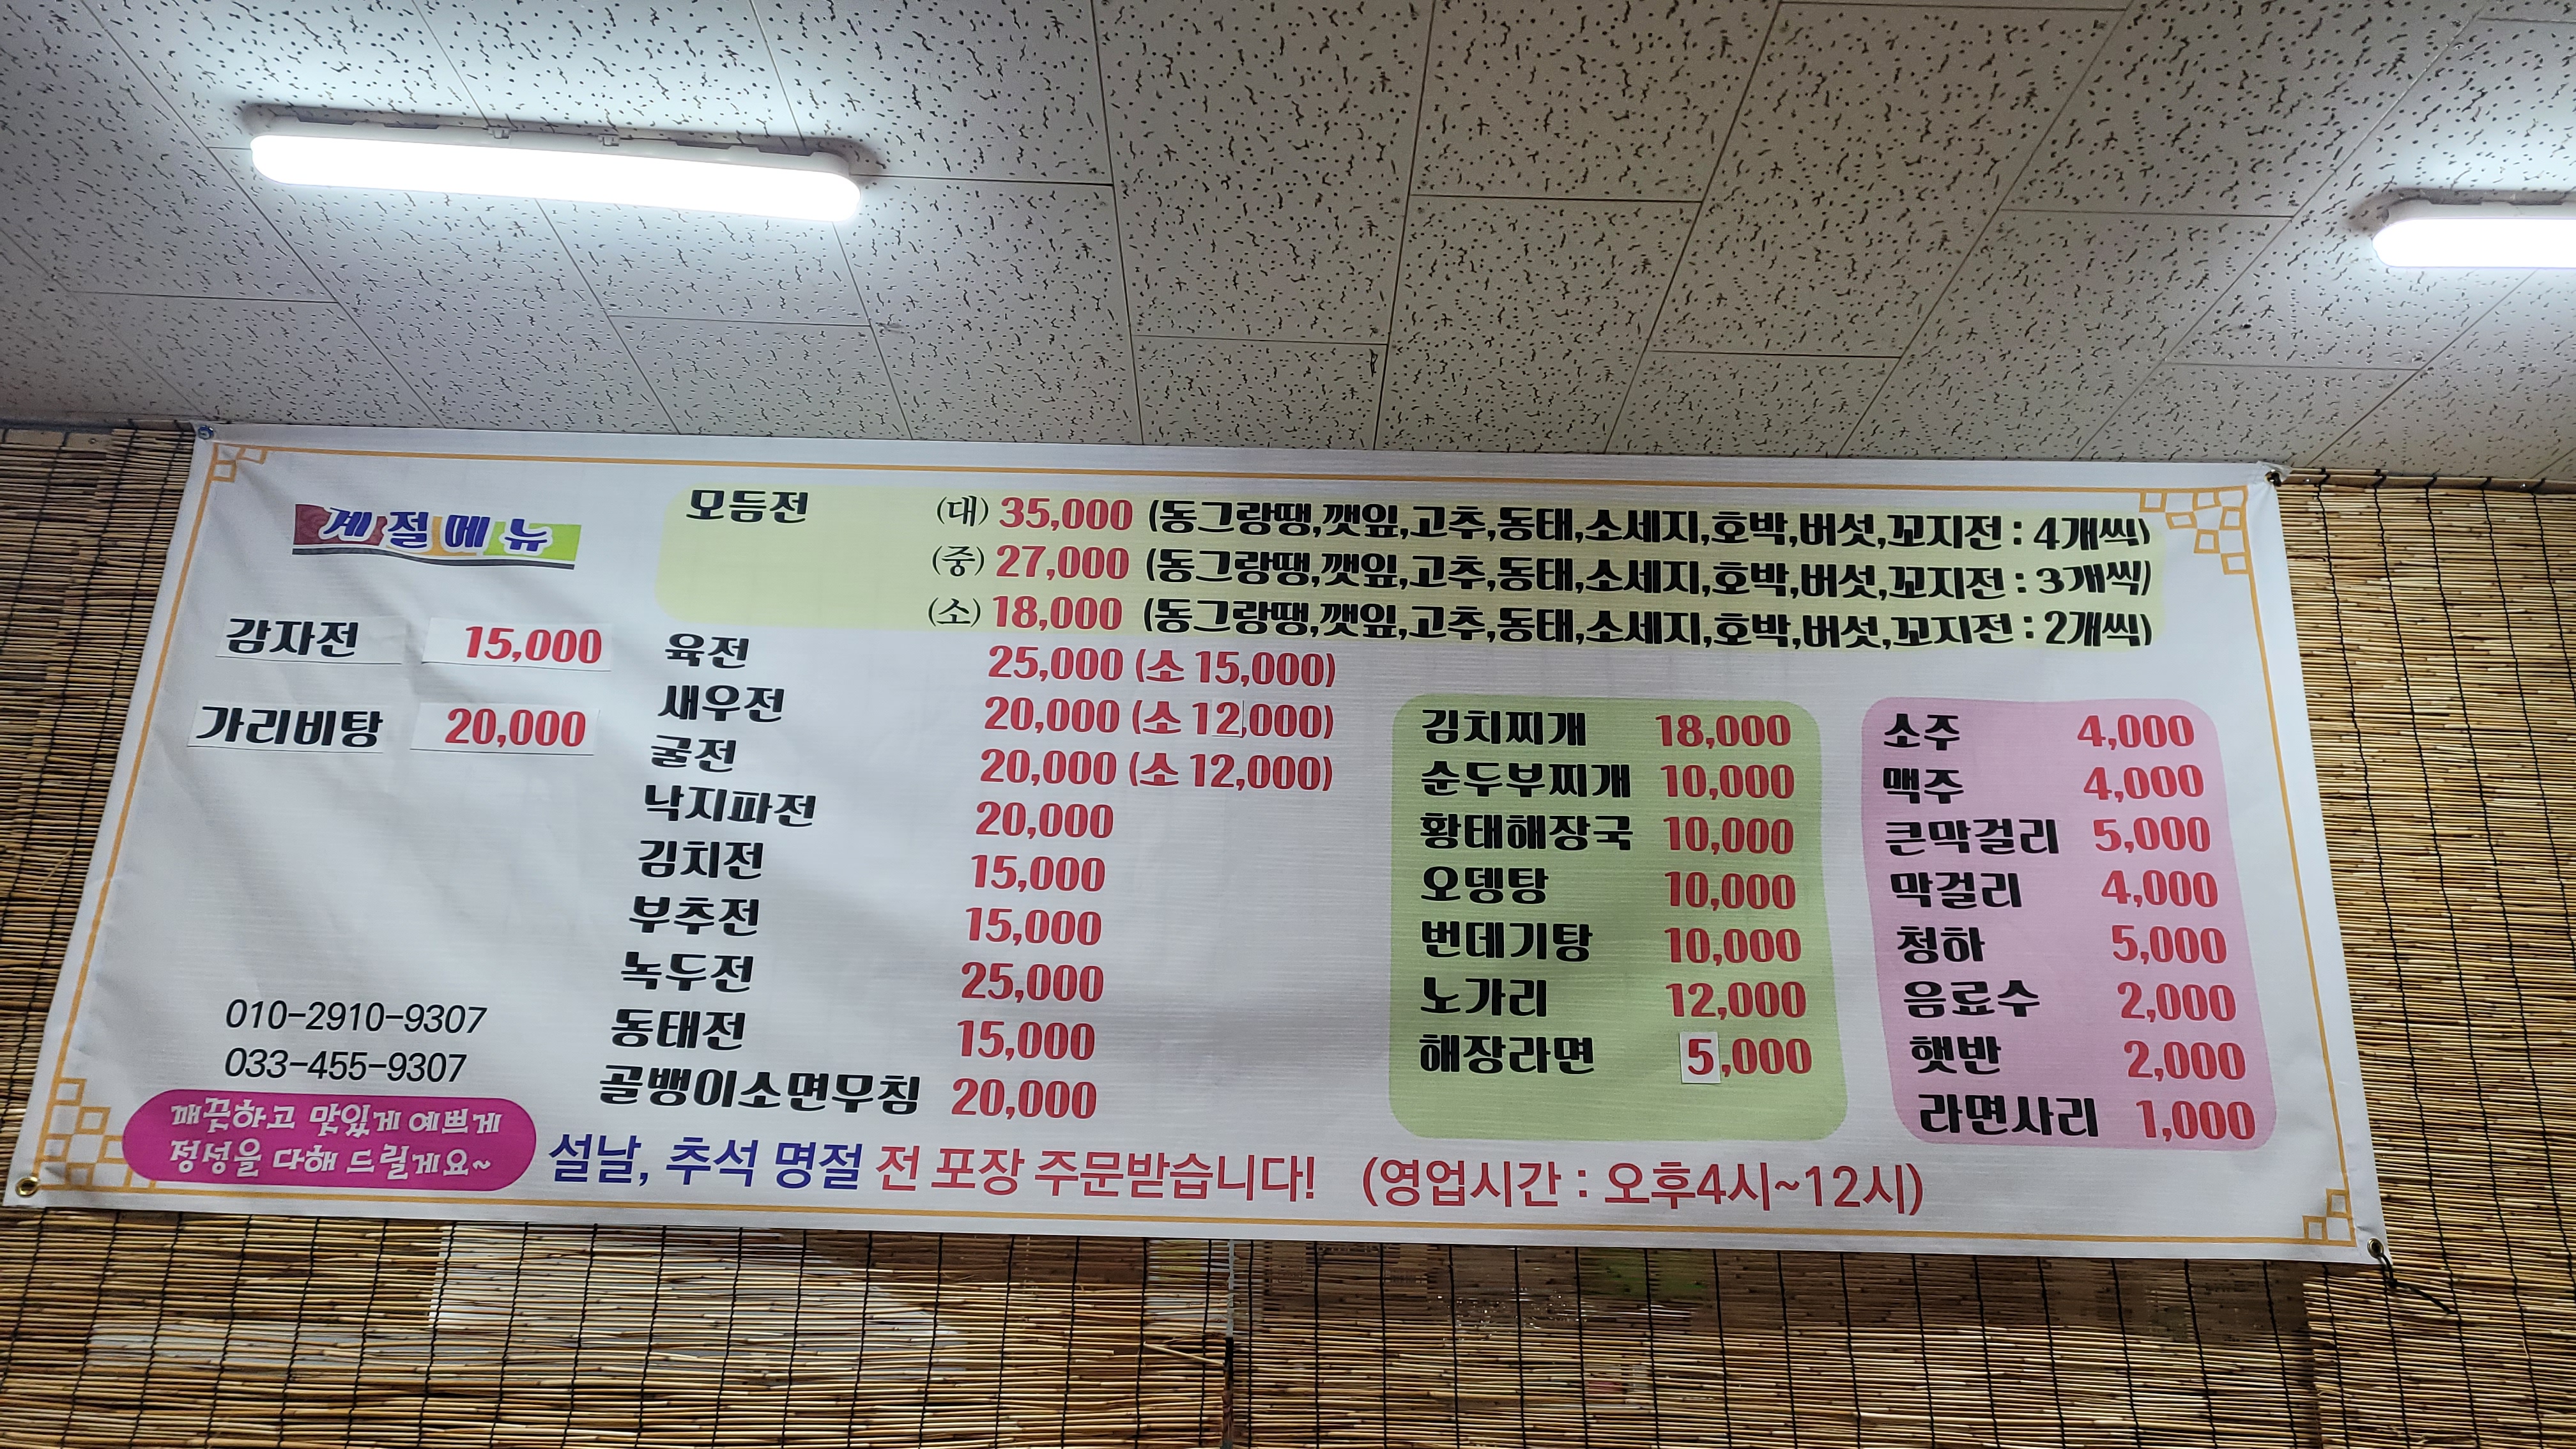 계절메뉴
감자전 15,000
가리비탕 20,000
010-2910-9307
033-455-9307
깨끗하고 맛있게 예쁘게
정성을 다해 드릴게요~
모듬전 (대) 35,000 (동그랑땡,깻잎,고추,동태,소세지,호박,버섯,꼬지전 : 4개씩)
(중) 27,000 (동그랑땡,깻잎,고추,동태,소세지,호박,버섯,꼬지전 : 3개씩)
(소) 18,000 (동그랑땡,깻잎,고추,동태,소세지,호박,버섯,꼬지전 : 2개씩)
육전 25,000 (소 15,000)
새우전 20,000 (소 12,000)
굴전 20,000 (소 12,000)
낙지파전 20,000
김치전 15,000
부추전 15,000
녹두전 25,000
동태전 15,000
골뱅이소면무침 20,000
김치찌개 18,000
순두부찌개 10,000
황태해장국 10,000
오뎅탕 10,000
번데기탕 10,000
노가리 12,000
해장라면 5,000
소주 4,000
맥주 4,000
큰막걸리 5,000
막걸리 4,000
청하 5,000
음료수 2,000
햇반 2,000
라면사리 1,000
설날, 추석 명절 전 포장 주문받습니다! (영업시간 : 오후4시~12시)